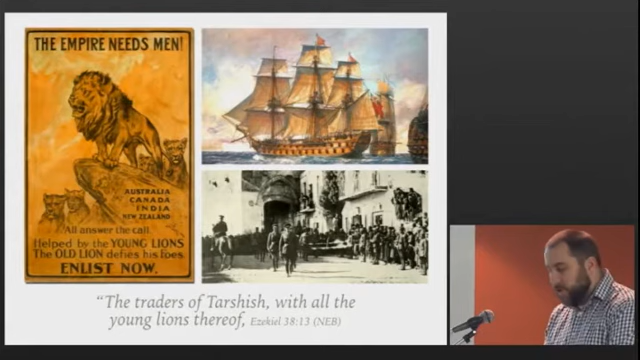 THE EMPIRE NEEDS MEN!
AUSTRALIA
CANADA
INDIA
NEW ZEALAND
All answer the call.
Helped by the YOUNG LIONS
The OLD LION defies his foes.
ENLIST NOW.
“The traders of Tarshish, with all the
young lions thereof, Ezekiel 38:13 (NEB)